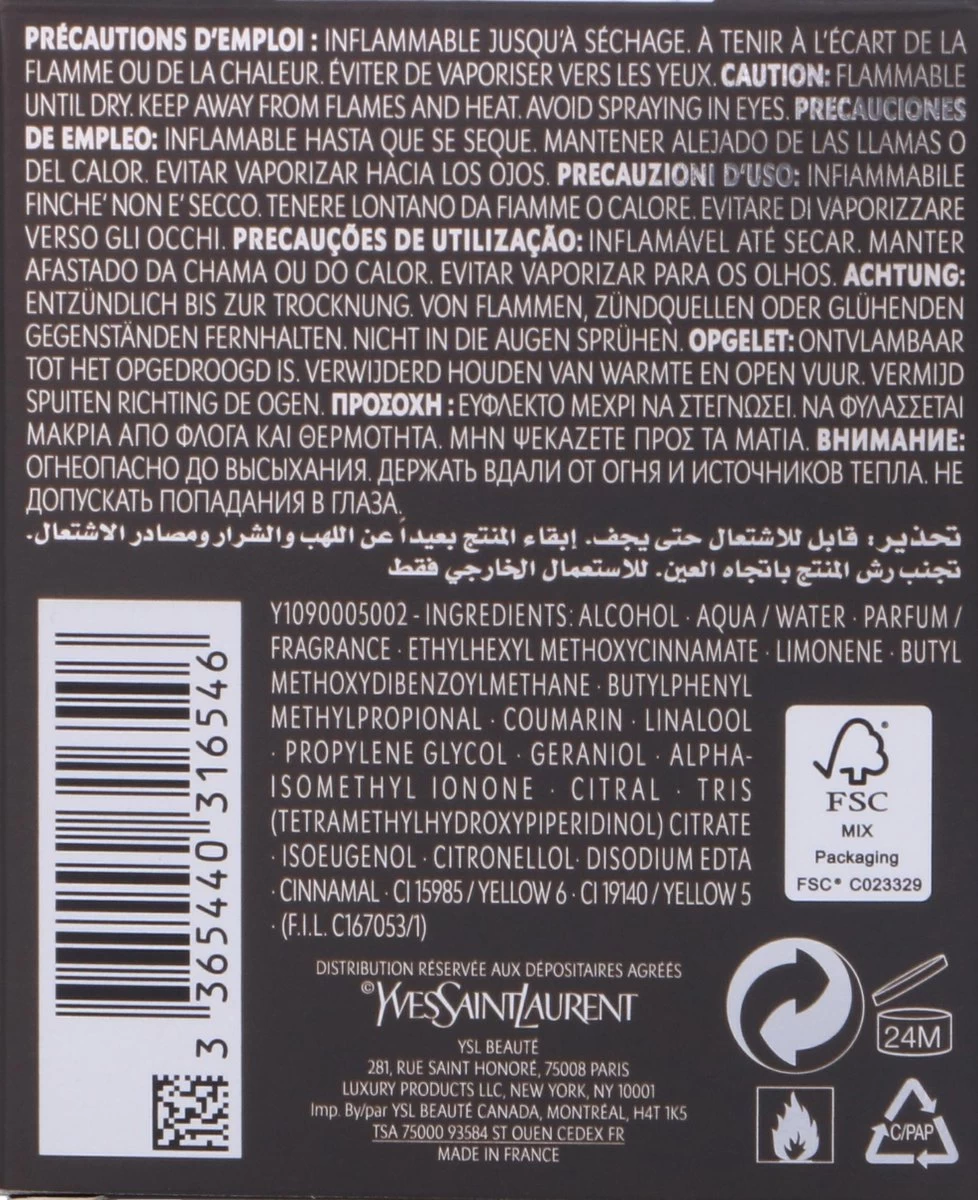 PRÉCAUTIONS D'EMPLOI : INFLAMMABLE JUSQU'À SÉCHAGE. À TENIR À L'ÉCART DE LA
FLAMME OU DE LA CHALEUR. ÉVITER DE VAPORISER VERS LES YEUX. CAUTION: FLAMMABLE
UNTIL DRY. KEEP AWAY FROM FLAMES AND HEAT. AVOID SPRAYING IN EYES. PRECAUCIONES
DE EMPLEO: INFLAMABLE HASTA QUE SE SEQUE. MANTENER ALEJADO DE LAS LLAMAS O
DEL CALOR. EVITAR VAPORIZAR HACIA LOS OJOS. PRECAUZIONI D'USO: INFIAMMABILE
FINCHE' NON E' SECCO. TENERE LONTANO DA FIAMME O CALORE. EVITARE DI VAPORIZZARE
VERSO GLI OCCHI. PRECAUÇÕES DE UTILIZAÇÃO: INFLAMÁVEL ATÉ SECAR. MANTER
AFASTADO DA CHAMA OU DO CALOR. EVITAR VAPORIZAR PARA OS OLHOS. ACHTUNG:
ENTZÜNDLICH BIS ZUR TROCKNUNG. VON FLAMMEN, ZÜNDQUELLEN ODER GLÜHENDEN
GEGENSTÄNDEN FERNHALTEN. NICHT IN DIE AUGEN SPRÜHEN. OPGELET: ONTVLAMBAAR
TOT HET OPGEDROOGD IS. VERWIJDERD HOUDEN VAN WARMTE EN OPEN VUUR. VERMIJD
SPUITEN RICHTING DE OGEN. ΠΡΟΣΟΧΗ : ΕΥΦΛΕΚΤΟ ΜΕΧΡΙ ΝΑ ΣΤΕΓΝΩΣΕΙ. ΝΑ ΦΥΛΑΣΣΕΤΑΙ
ΜΑΚΡΙΑ ΑΠΟ ΦΛΟΓΑ ΚΑΙ ΘΕΡΜΟΤΗΤΑ. ΜΗΝ ΨΕΚΑΖΕΤΕ ΠΡΟΣ ΤΑ ΜΑΤΙΑ. ВНИМАНИЕ:
ОГНЕОПАСНО ДО ВЫСЫХАНИЯ. ДЕРЖАТЬ ВДАЛИ ОТ ОГНЯ И ИСТОЧНИКОВ ТЕПЛА. НЕ
ДОПУСКАТЬ ПОПАДАНИЯ В ГЛАЗА.
تحذير: قابل للاشتعال حتى يجف. إبقاء المنتج بعيداً عن اللهب والشرار ومصادر الاشتعال.
تجنب رش المنتج باتجاه العين. للاستعمال الخارجي فقط
Y1090005002 - INGREDIENTS: ALCOHOL · AQUA / WATER · PARFUM /
FRAGRANCE · ETHYLHEXYL METHOXYCINNAMATE · LIMONENE · BUTYL
METHOXYDIBENZOYLMETHANE · BUTYLPHENYL
METHYLPROPIONAL · COUMARIN · LINALOOL
· PROPYLENE GLYCOL · GERANIOL · ALPHA-
ISOMETHYL IONONE · CITRAL · TRIS
(TETRAMETHYLHYDROXYPIPERIDINOL) CITRATE
· ISOEUGENOL · CITRONELLOL · DISODIUM EDTA
· CINNAMAL · CI 15985 / YELLOW 6 · CI 19140 / YELLOW 5
· (F.I.L. C167053/1)
3 365440 316546
FSC
MIX
Packaging
FSC® C023329
DISTRIBUTION RÉSERVÉE AUX DÉPOSITAIRES AGRÉÉS
© YVESSAINTLAURENT
YSL BEAUTÉ
281, RUE SAINT HONORÉ, 75008 PARIS
LUXURY PRODUCTS LLC, NEW YORK, NY 10001
Imp. By/par YSL BEAUTÉ CANADA, MONTRÉAL, H4T 1K5
TSA 75000 93584 ST OUEN CEDEX FR
MADE IN FRANCE
24M
C/PAP